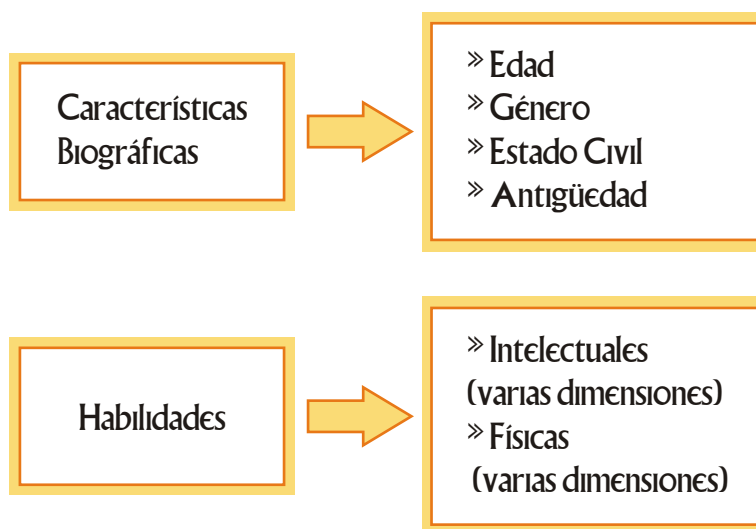 Características
Biográficas
» Edad
» Género
» Estado Civil
» Antigüedad
Habilidades
» Intelectuales
(varias dimensiones)
» Físicas
(varias dimensiones)